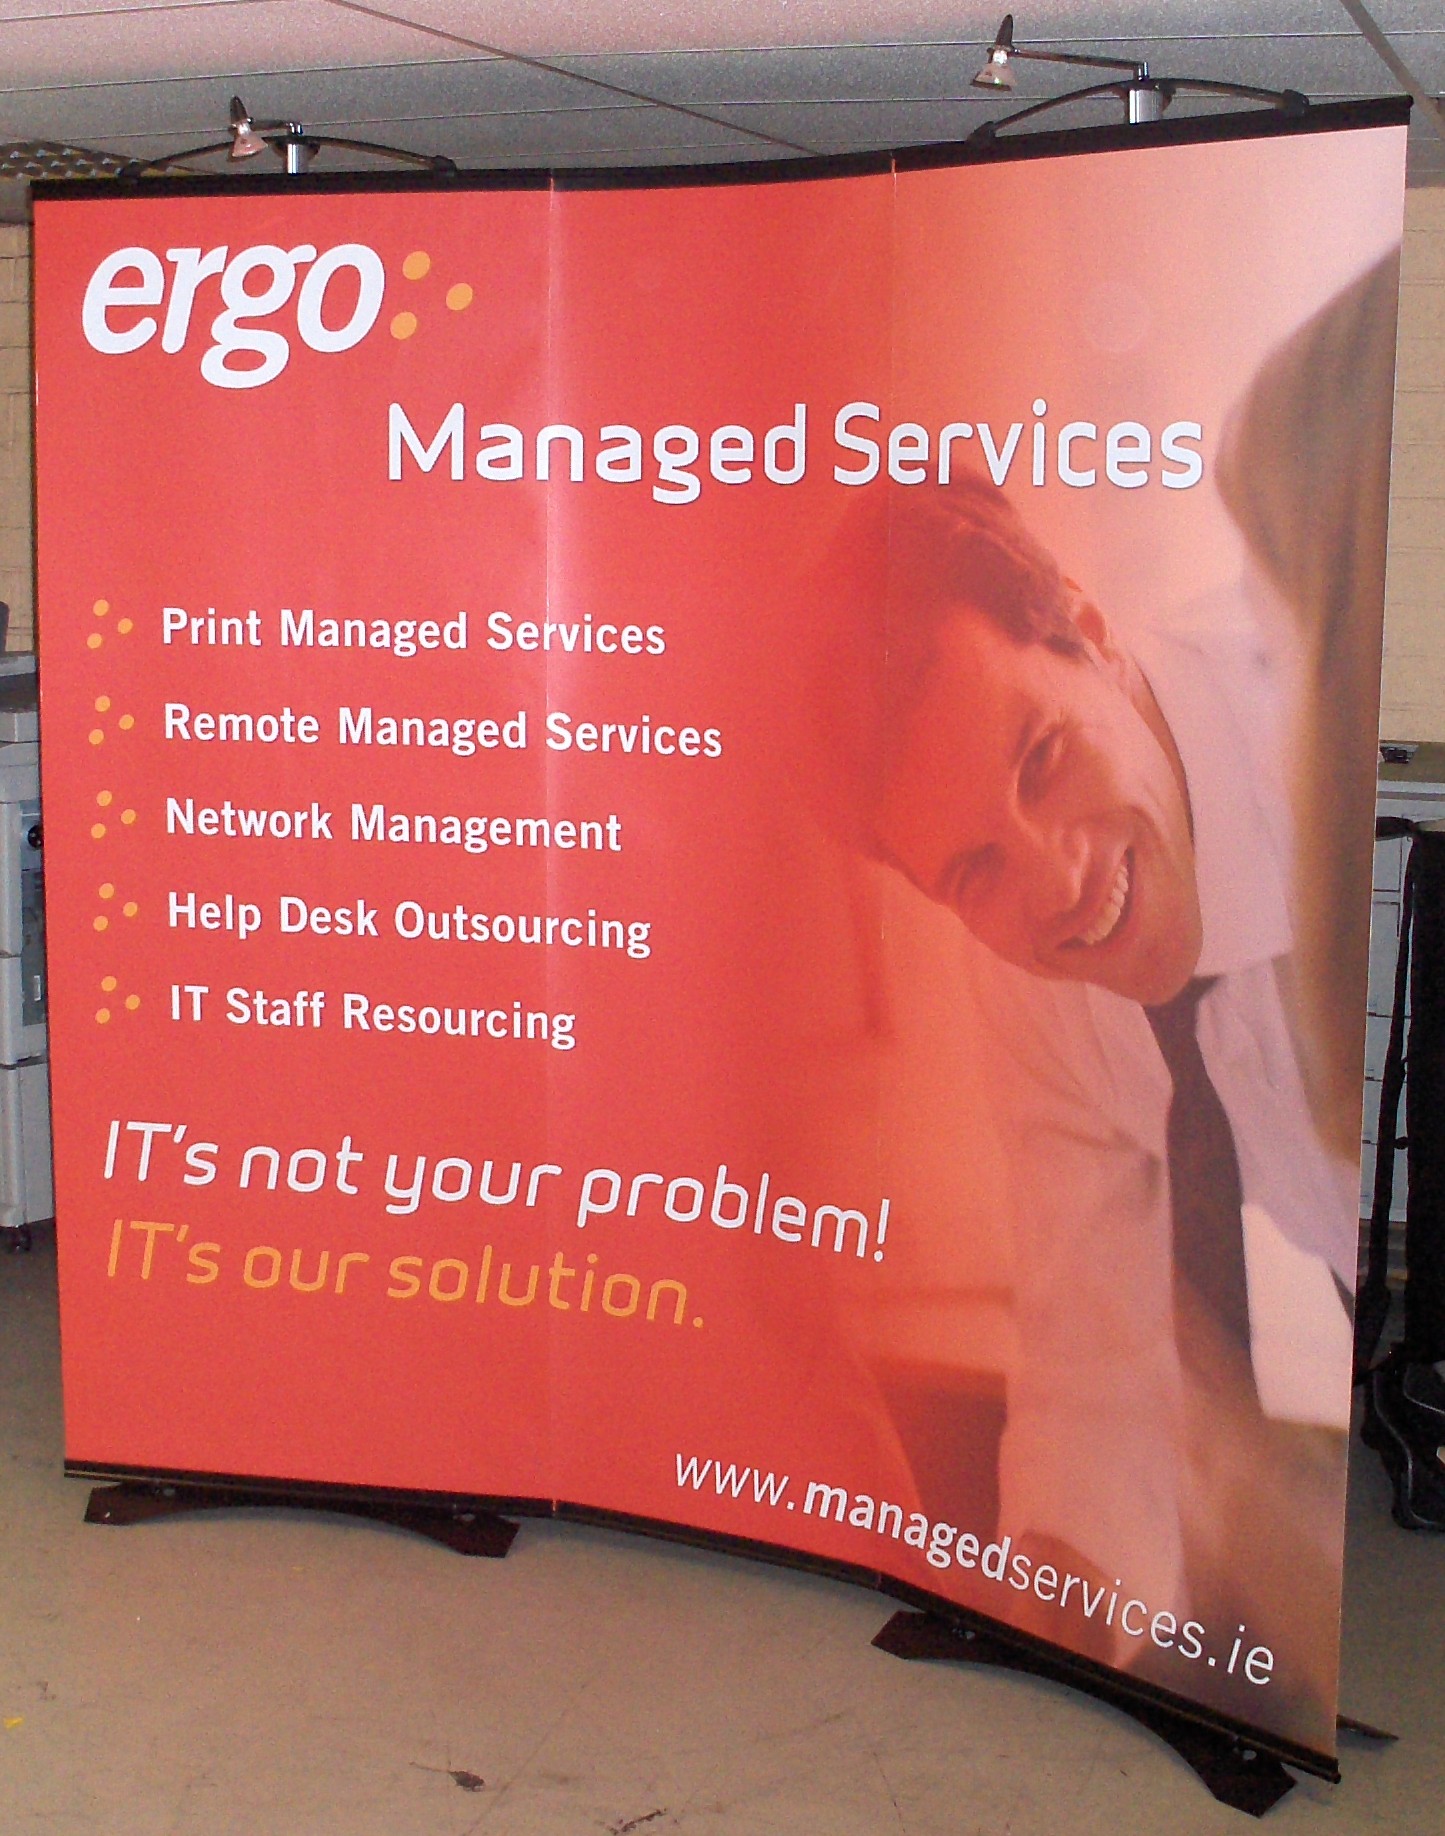 ergo
Managed Services
Print Managed Services
Remote Managed Services
Network Management
Help Desk Outsourcing
IT Staff Resourcing
IT's not your problem!
IT's our solution.
www.managedservices.ie